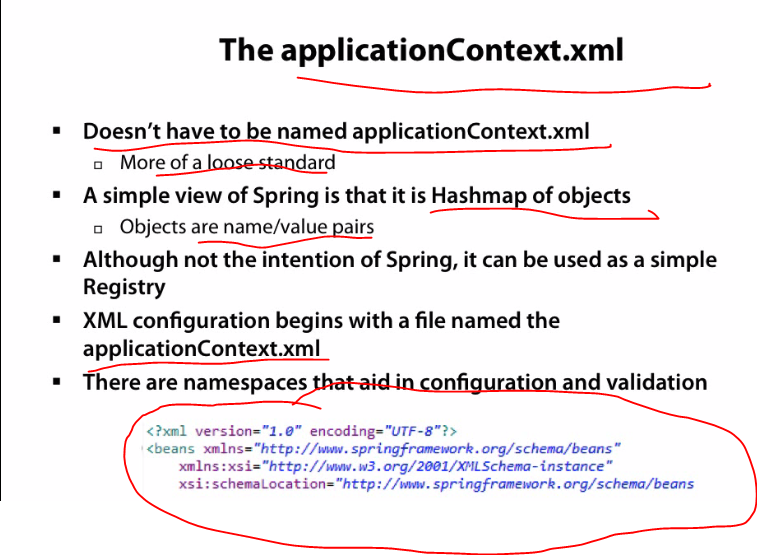 The applicationContext.xml
▪ Doesn’t have to be named applicationContext.xml
▫ More of a loose standard
▪ A simple view of Spring is that it is Hashmap of objects
▫ Objects are name/value pairs
▪ Although not the intention of Spring, it can be used as a simple
Registry
▪ XML configuration begins with a file named the
applicationContext.xml
▪ There are namespaces that aid in configuration and validation
<?xml version="1.0" encoding="UTF-8"?>
<beans xmlns="http://www.springframework.org/schema/beans"
xmlns:xsi="http://www.w3.org/2001/XMLSchema-instance"
xsi:schemaLocation="http://www.springframework.org/schema/beans